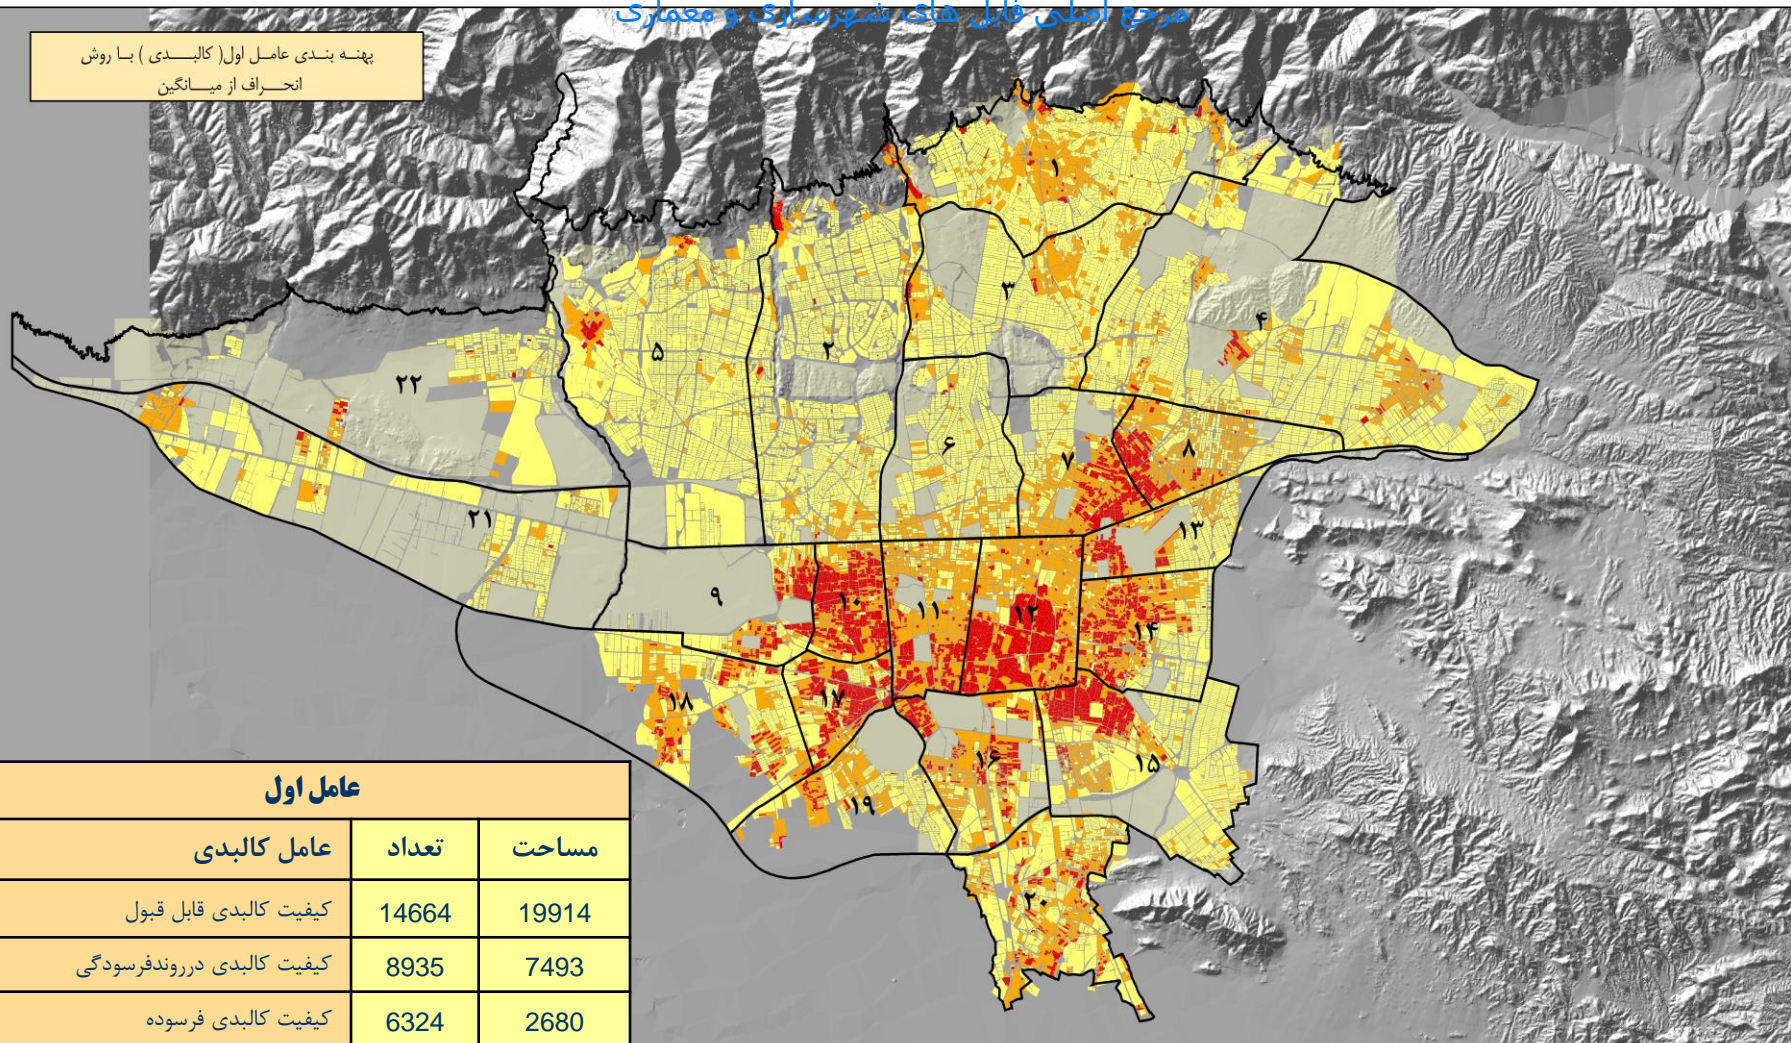 مرجع اصلی فایل های شهرسازی و معماری
پهنه بندی عامل اول( کالبدی ) با روش
انحراف از میانگین
۱
۲
۳
۴
۵
۶
۷
۸
۹
۱۰
۱۱
۱۲
۱۳
۱۴
۱۵
۱۶
۱۷
۱۸
۱۹
۲۰
۲۱
۲۲
عامل اول
عامل کالبدی تعداد مساحت
کیفیت کالبدی قابل قبول 14664 19914
کیفیت کالبدی درروندفرسودگی 8935 7493
کیفیت کالبدی فرسوده 6324 2680